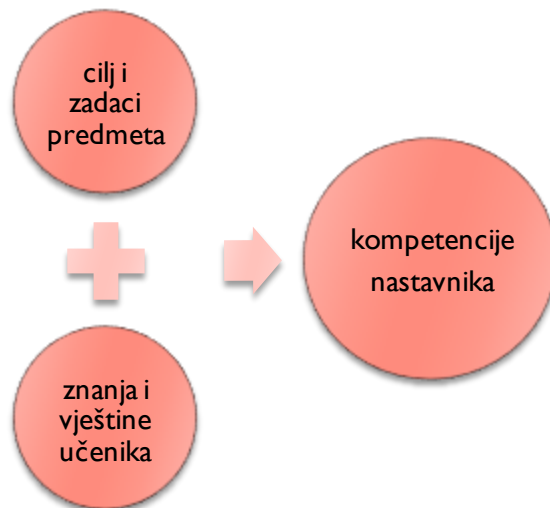 cilj i
zadaci
predmeta
kompetencije
nastavnika
znanja i
vještine
učenika